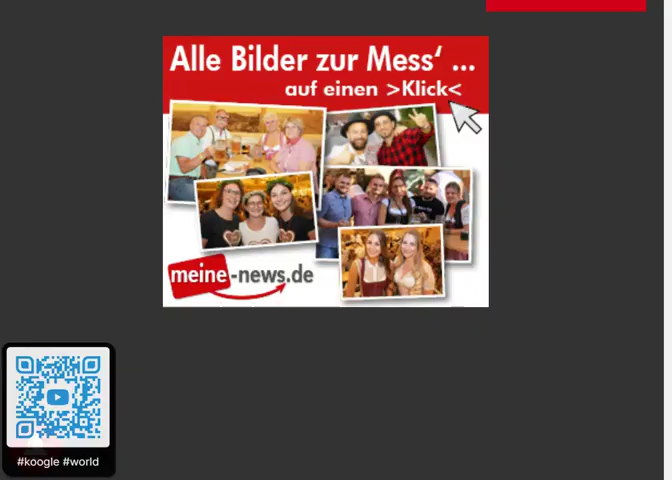 Alle Bilder zur Mess‘ ...
auf einen >Klick<
meine-news.de
#koogle #world